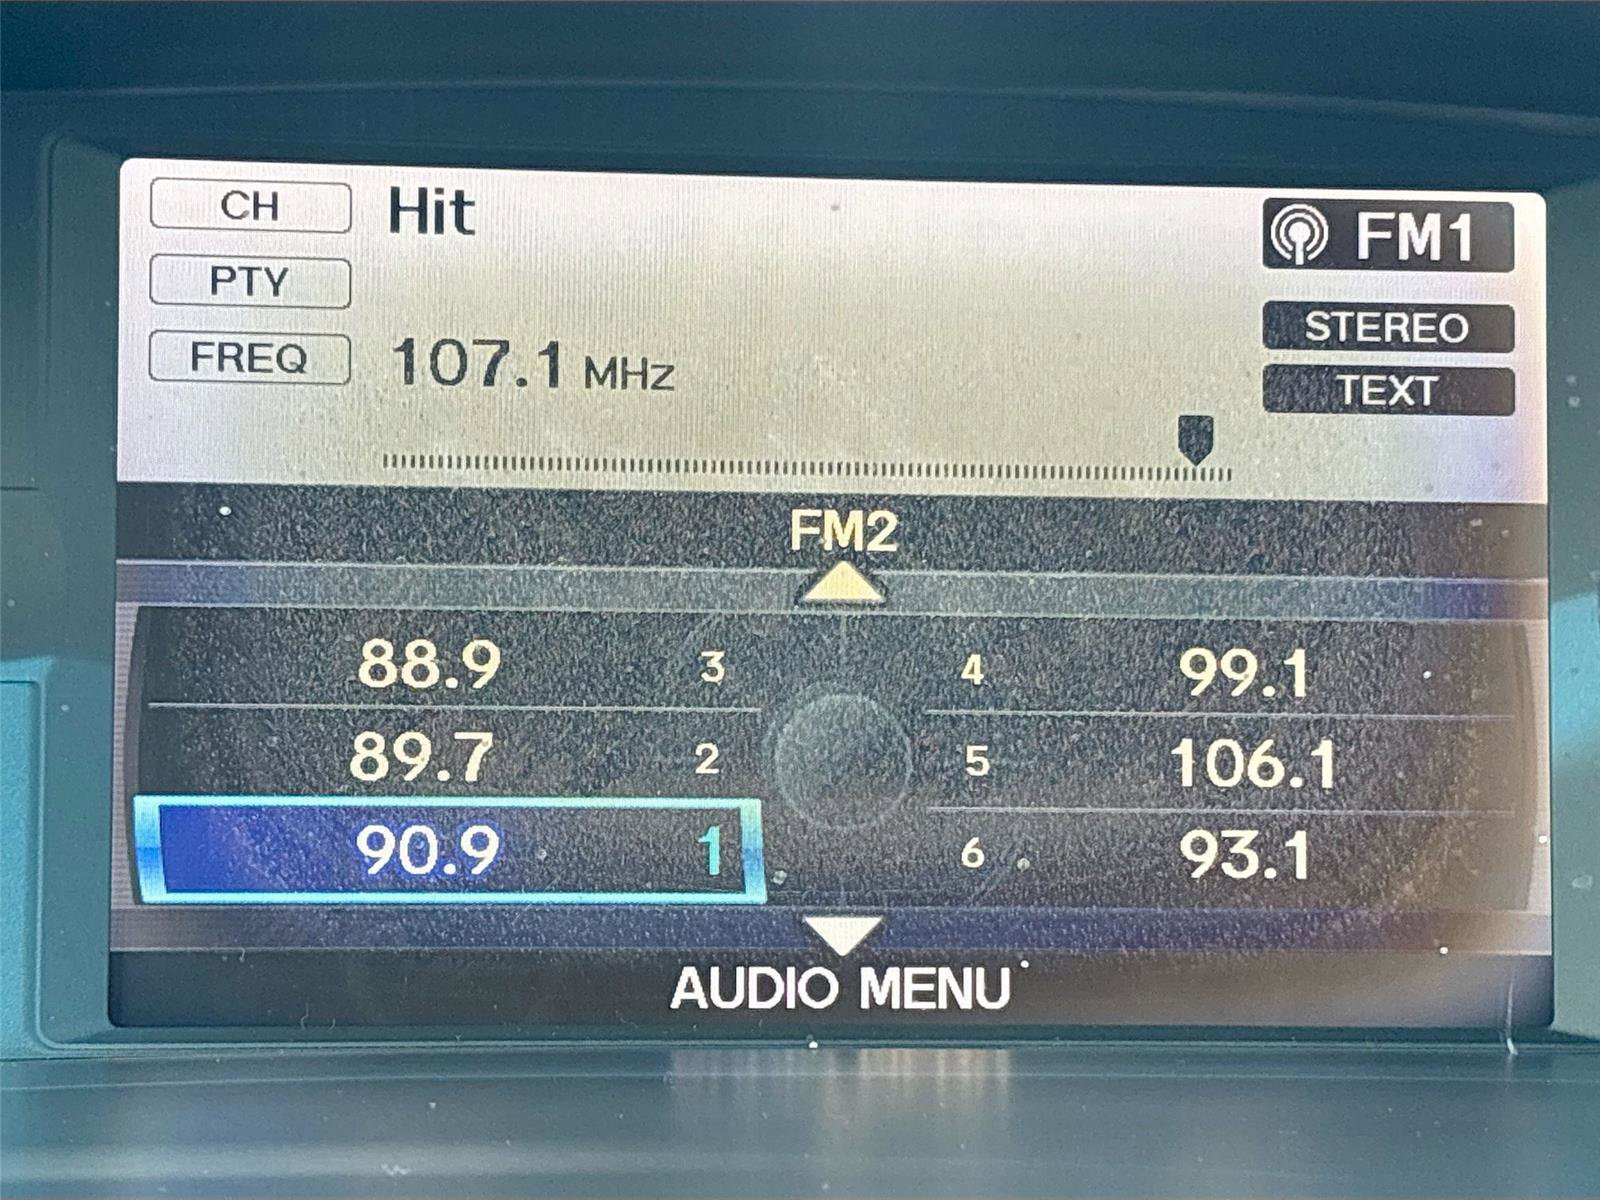 CH Hit
FM1
PTY
STEREO
FREQ 107.1 MHz
TEXT
FM2
88.9 3 4 99.1
89.7 2 5 106.1
90.9 1 6 93.1
AUDIO MENU